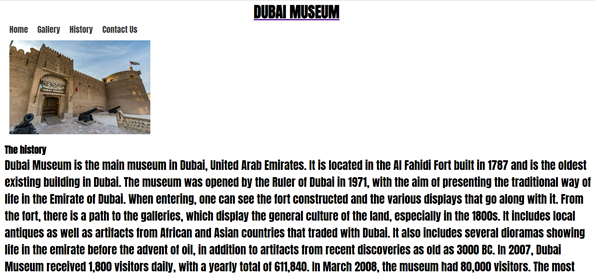 DUBAI MUSEUM
Home Gallery History Contact Us
The history
Dubai Museum is the main museum in Dubai, United Arab Emirates. It is located in the Al Fahidi Fort built in 1787 and is the oldest
existing building in Dubai. The museum was opened by the Ruler of Dubai in 1971, with the aim of presenting the traditional way of
life in the Emirate of Dubai. When entering, one can see the fort constructed and the various displays that go along with it. From
the fort, there is a path to the galleries, which display the general culture of the land, especially in the 1800s. It includes local
antiques as well as artifacts from African and Asian countries that traded with Dubai. It also includes several dioramas showing
life in the emirate before the advent of oil, in addition to artifacts from recent discoveries as old as 3000 BC. In 2007, Dubai
Museum received 1,800 visitors daily, with a yearly total of 611,840. In March 2008, the museum had 80,000 visitors. The most